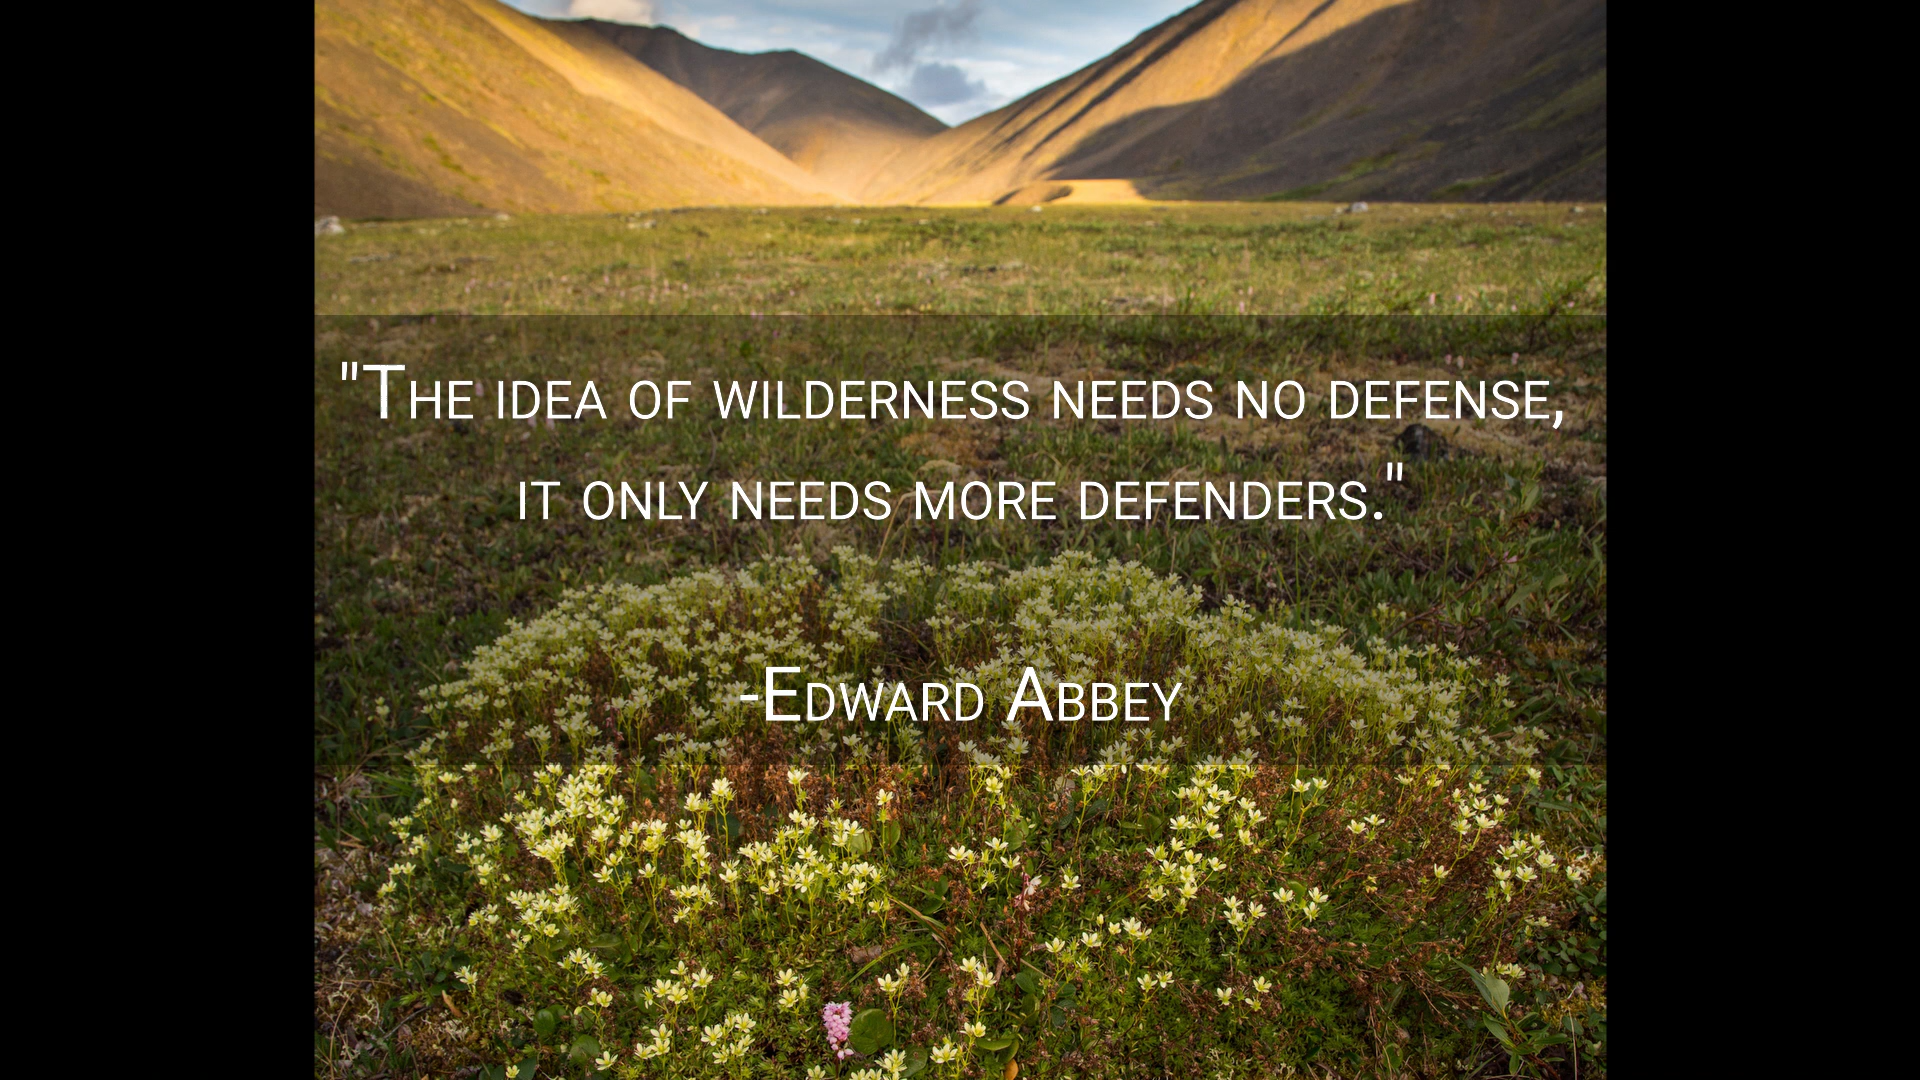 "The idea of wilderness needs no defense,
it only needs more defenders."
-Edward Abbey